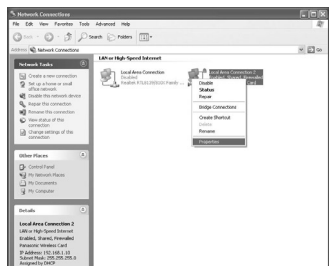 Network Connections
File Edit View Favorites Tools Advanced Help
Back Search Folders
Address Network Connections Go
Network Tasks
Create a new connection
Set up a home or small
office network
Disable this network device
Repair this connection
Rename this connection
View status of this
connection
Change settings of this
connection
Other Places
Control Panel
My Network Places
My Documents
My Computer
Details
Local Area Connection 2
LAN or High-Speed Internet
Enabled, Shared, Firewalled
Panasonic Wireless Card
IP Address: 192.168.1.10
Subnet Mask: 255.255.255.0
Assigned by DHCP
LAN or High-Speed Internet
Local Area Connection
Disabled
Local Area Connection 2
Enabled, Shared, Firewalled
Disable
Status
Repair
Bridge Connections
Create Shortcut
Delete
Rename
Properties